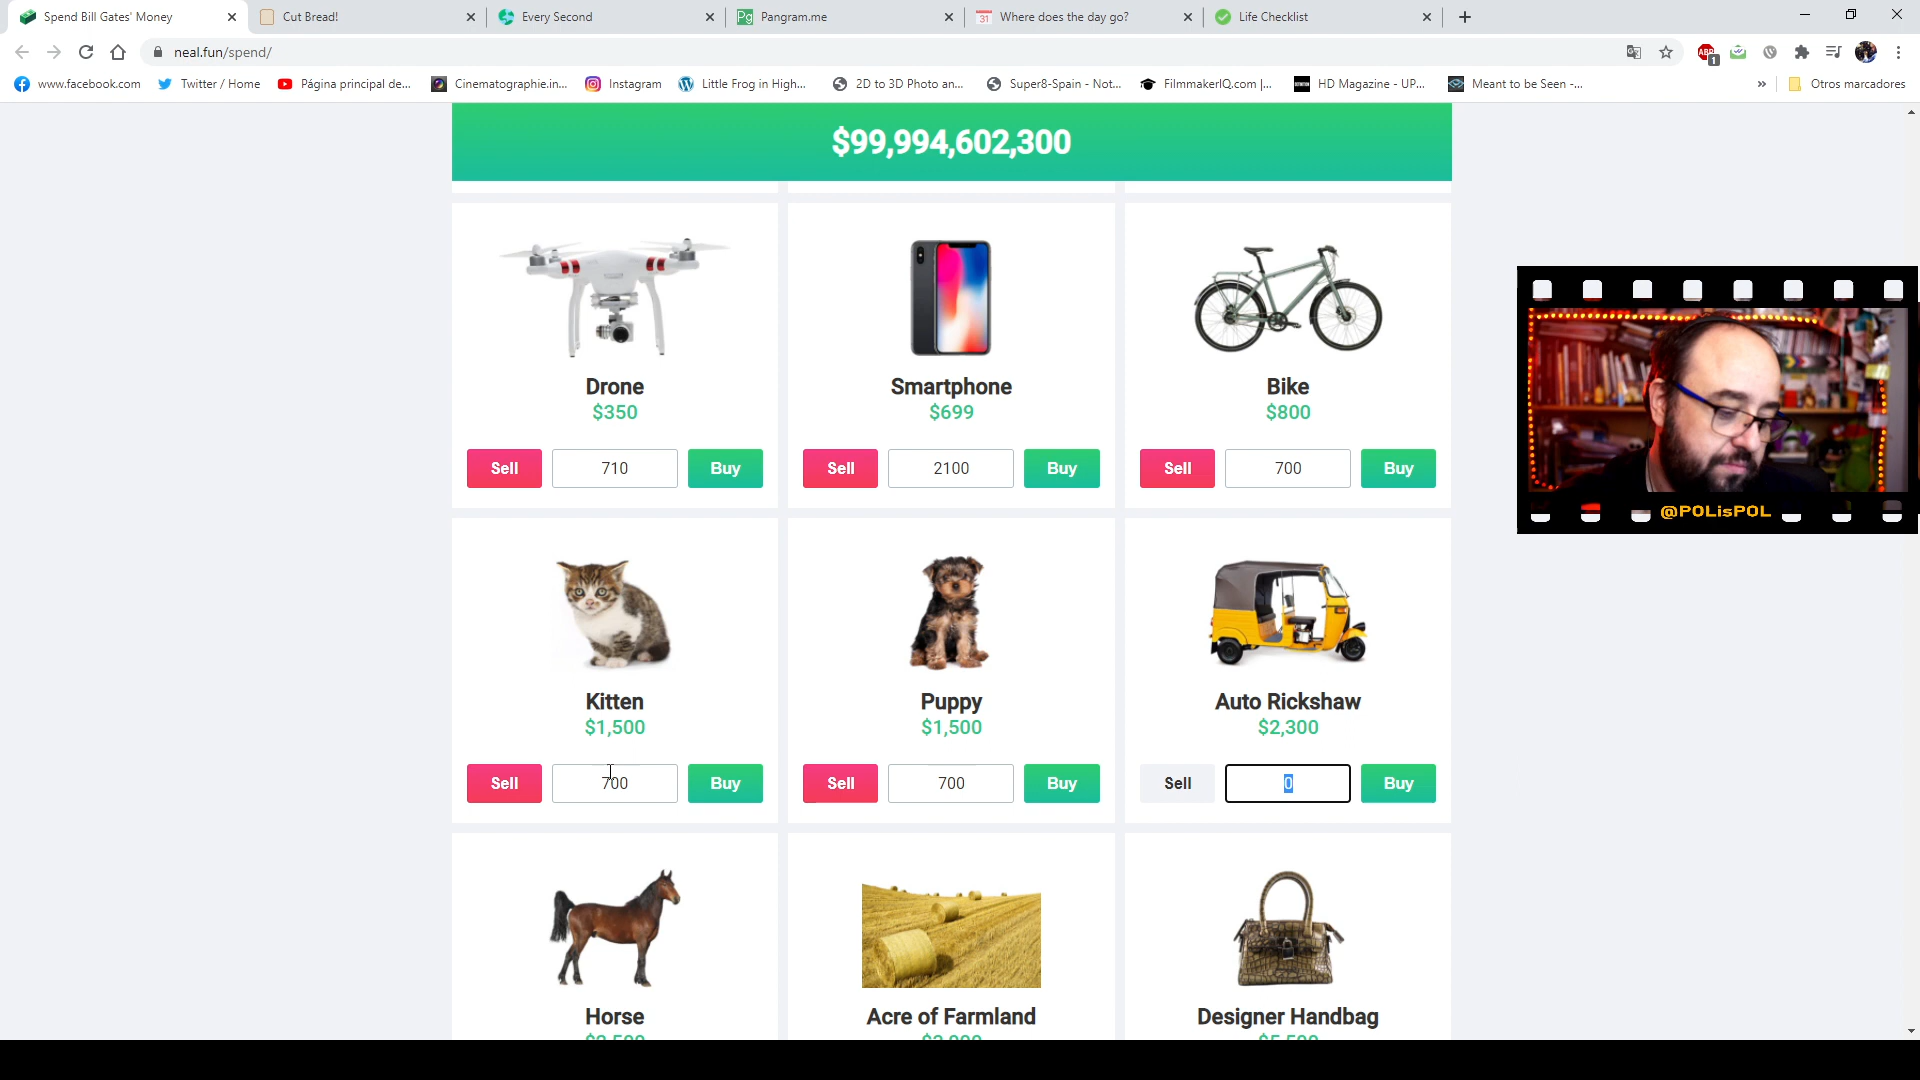 Spend Bill Gates' Money
Cut Bread!
Every Second
Pangram.me
Where does the day go?
Life Checklist
neal.fun/spend/
www.facebook.com
Twitter / Home
Página principal de...
Cinematographie.in...
Instagram
Little Frog in High...
2D to 3D Photo an...
Super8-Spain - Not...
FilmmakerIQ.com |...
HD Magazine - UP...
Meant to be Seen -...
»
Otros marcadores
$99,994,602,300
Drone
$350
Sell 710 Buy
Smartphone
$699
Sell 2100 Buy
Bike
$800
Sell 700 Buy
@POLisPOL
Kitten
$1,500
Sell 700 Buy
Puppy
$1,500
Sell 700 Buy
Auto Rickshaw
$2,300
Sell 0 Buy
Horse
Acre of Farmland
Designer Handbag